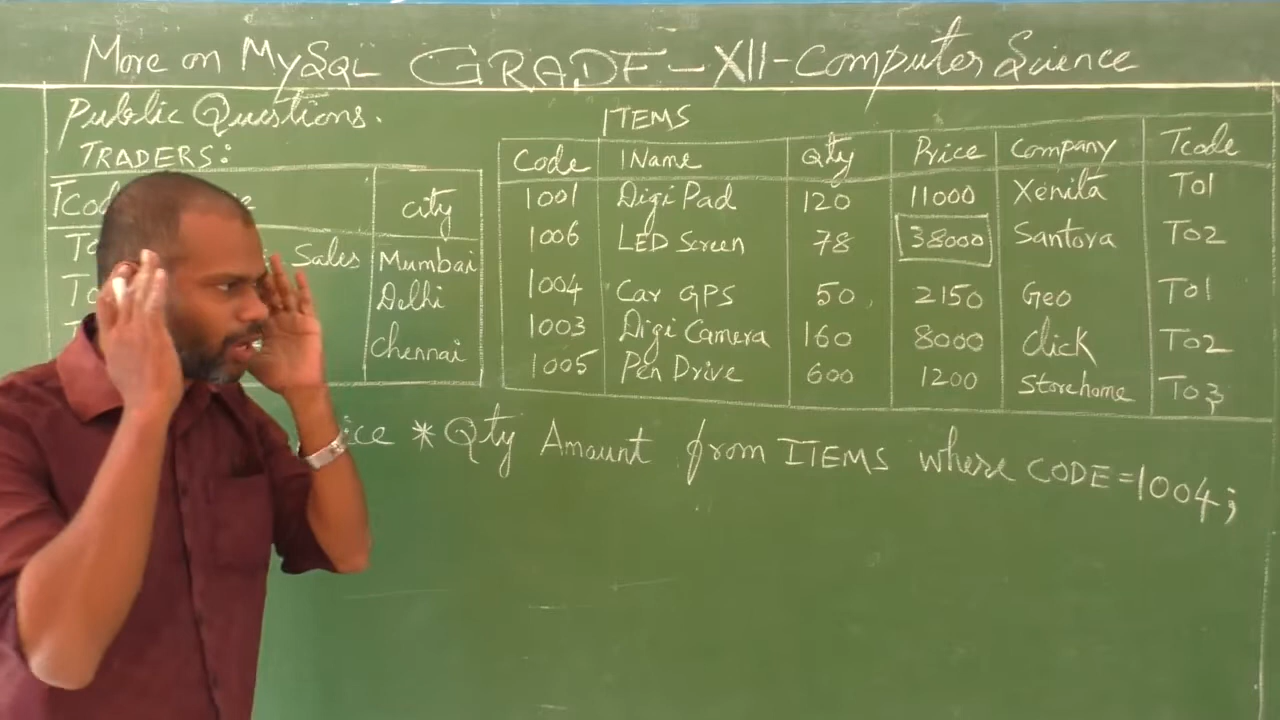 More on MySQL GRADE-XII-Computer Science
Public Questions.
TRADERS:
city
Sales Mumbai
Delhi
Chennai
ITEMS
Code IName Qty Price Company Tcode
1001 DigiPad 120 11000 Xenita T01
1006 LED Screen 78 38000 Santora T02
1004 Car GPS 50 2150 Geo T01
1003 Digi Camera 160 8000 Click T02
1005 Pen Drive 600 1200 Storehome T03
* Qty Amount from ITEMS where CODE=1004;